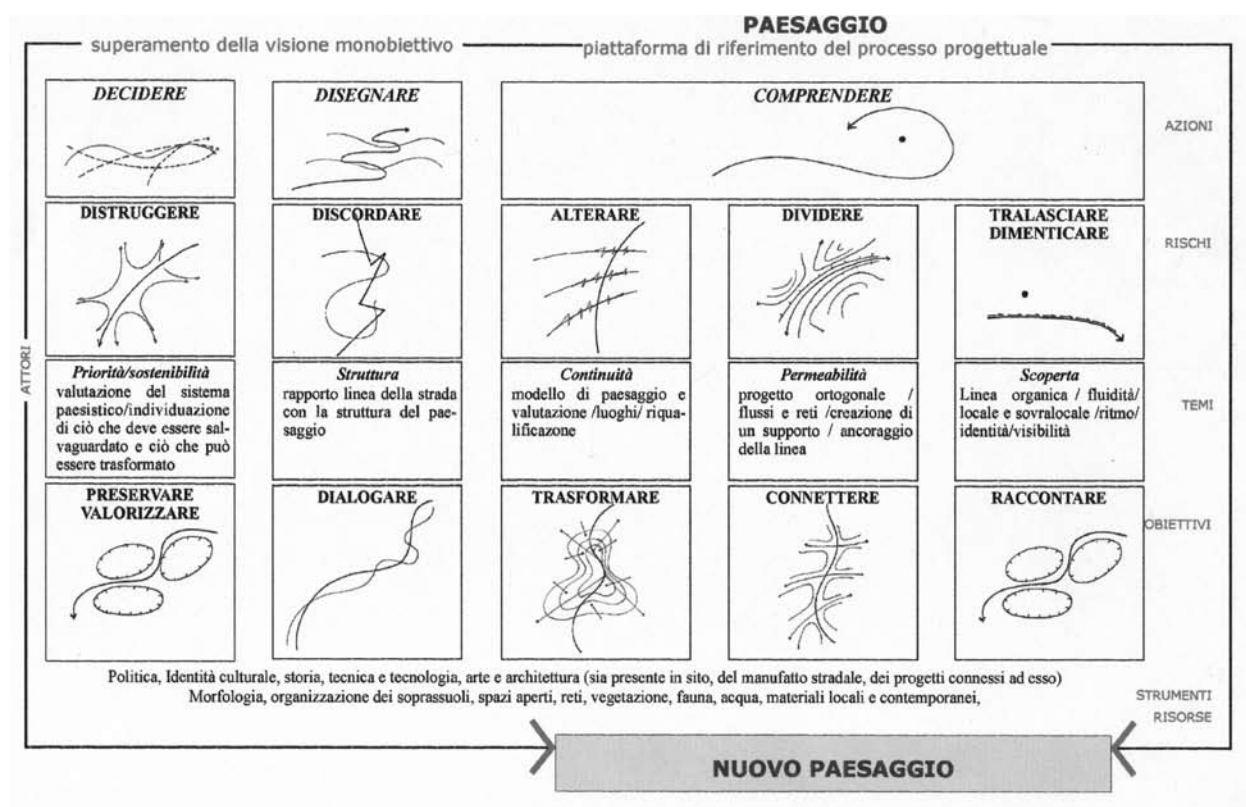 PAESAGGIO
superamento della visione monobiettivo
piattaforma di riferimento del processo progettuale
DECIDERE
DISEGNARE
COMPRENDERE
AZIONI
DISTRUGGERE
DISCORDARE
ALTERARE
DIVIDERE
TRALASCIARE
DIMENTICARE
RISCHI
ATTORI
Priorità/sostenibilità
valutazione del sistema
paesistico/individuazione
di ciò che deve essere sal-
vaguardato e ciò che può
essere trasformato
Struttura
rapporto linea della strada
con la struttura del pae-
saggio
Continuità
modello di paesaggio e
valutazione /luoghi/ riqua-
lificazone
Permeabilità
progetto ortogonale /
flussi e reti /creazione di
un supporto / ancoraggio
della linea
Scoperta
Linea organica / fluidità/
locale e sovralocale /ritmo/
identità/visibilità
TEMI
PRESERVARE
VALORIZZARE
DIALOGARE
TRASFORMARE
CONNETTERE
RACCONTARE
OBIETTIVI
Politica, Identità culturale, storia, tecnica e tecnologia, arte e architettura (sia presente in sito, del manufatto stradale, dei progetti connessi ad esso)
Morfologia, organizzazione dei soprassuoli, spazi aperti, reti, vegetazione, fauna, acqua, materiali locali e contemporanei,
STRUMENTI
RISORSE
NUOVO PAESAGGIO